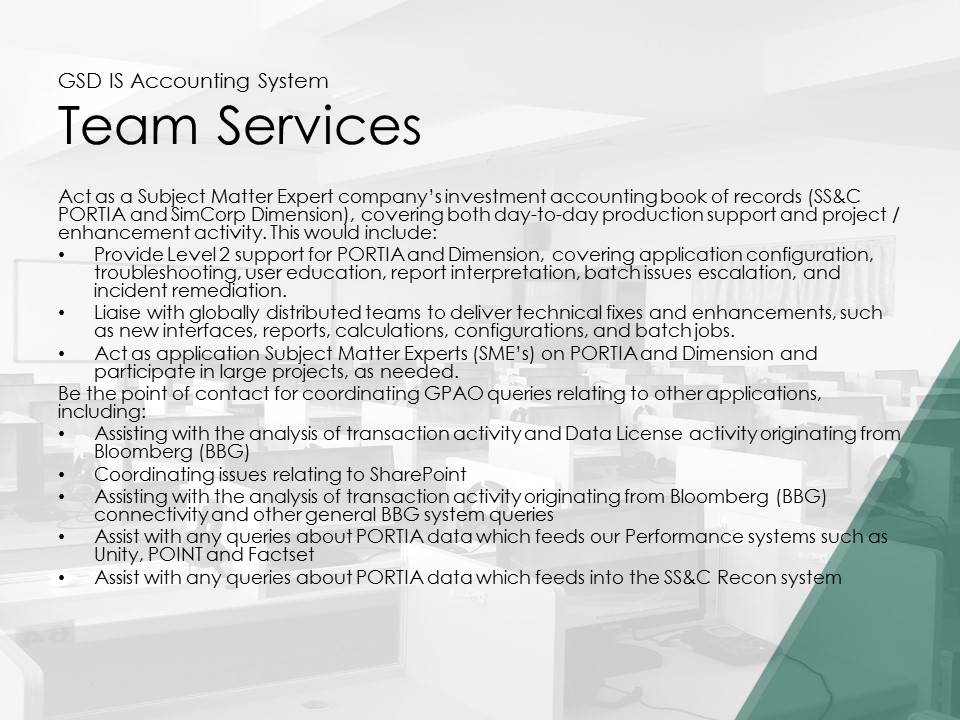 GSD IS Accounting System
Team Services
Act as a Subject Matter Expert company's investment accounting book of records (SS&C
PORTIA and SimCorp Dimension), covering both day-to-day production support and project /
enhancement activity. This would include:
• Provide Level 2 support for PORTIA and Dimension, covering application configuration,
troubleshooting, user education, report interpretation, batch issues escalation, and
incident remediation.
• Liaise with globally distributed teams to deliver technical fixes and enhancements, such
as new interfaces, reports, calculations, configurations, and batch jobs.
• Act as application Subject Matter Experts (SME's) on PORTIA and Dimension and
participate in large projects, as needed.
Be the point of contact for coordinating GPAO queries relating to other applications,
including:
• Assisting with the analysis of transaction activity and Data License activity originating from
Bloomberg (BBG)
• Coordinating issues relating to SharePoint
• Assisting with the analysis of transaction activity originating from Bloomberg (BBG)
connectivity and other general BBG system queries
• Assist with any queries about PORTIA data which feeds our Performance systems such as
Unity, POINT and Factset
• Assist with any queries about PORTIA data which feeds into the SS&C Recon system